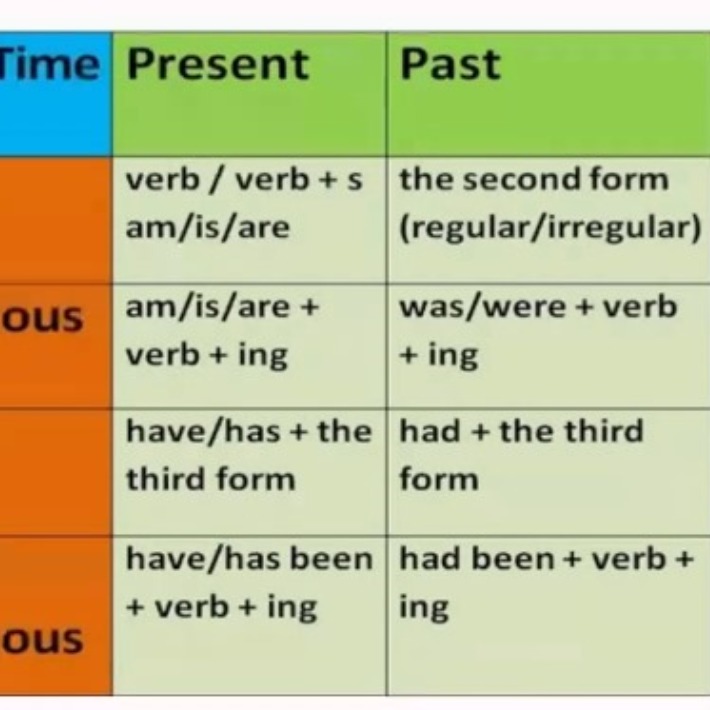 Time Present Past
verb / verb + s the second form
am/is/are (regular/irregular)
ous am/is/are + was/were + verb
verb + ing + ing
have/has + the had + the third
third form form
have/has been had been + verb +
+ verb + ing ing
ous